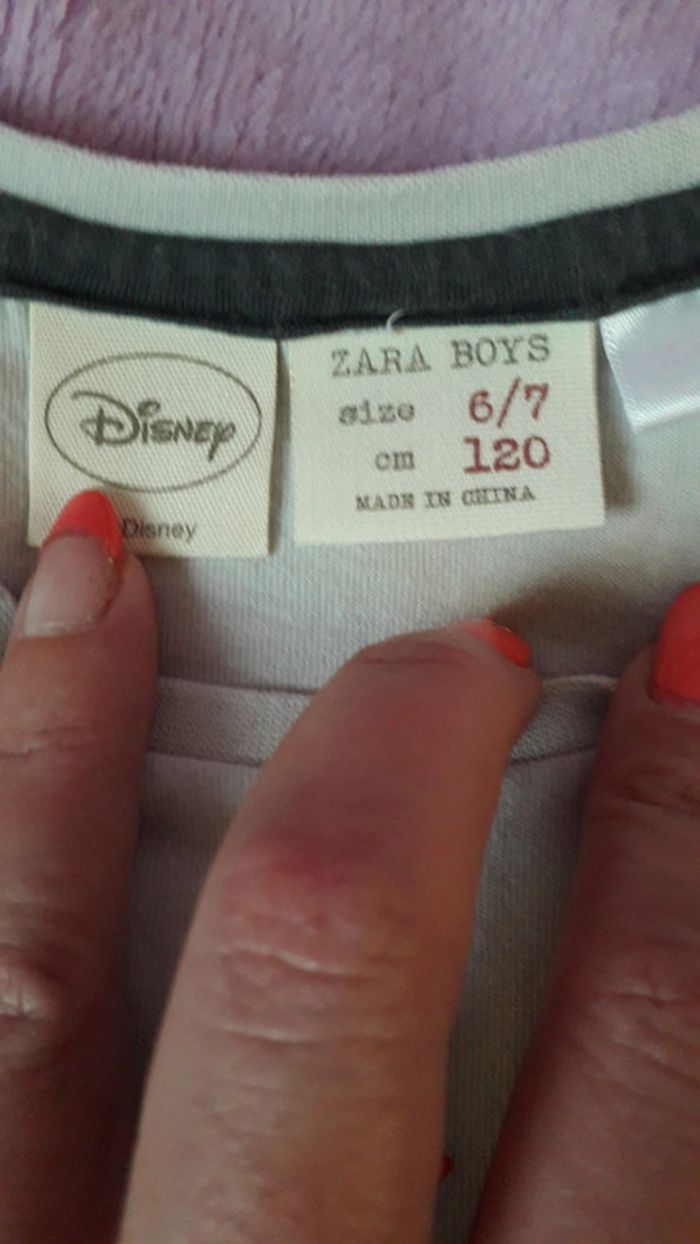 Disney
Disney
ZARA BOYS
size 6/7
cm 120
MADE IN CHINA